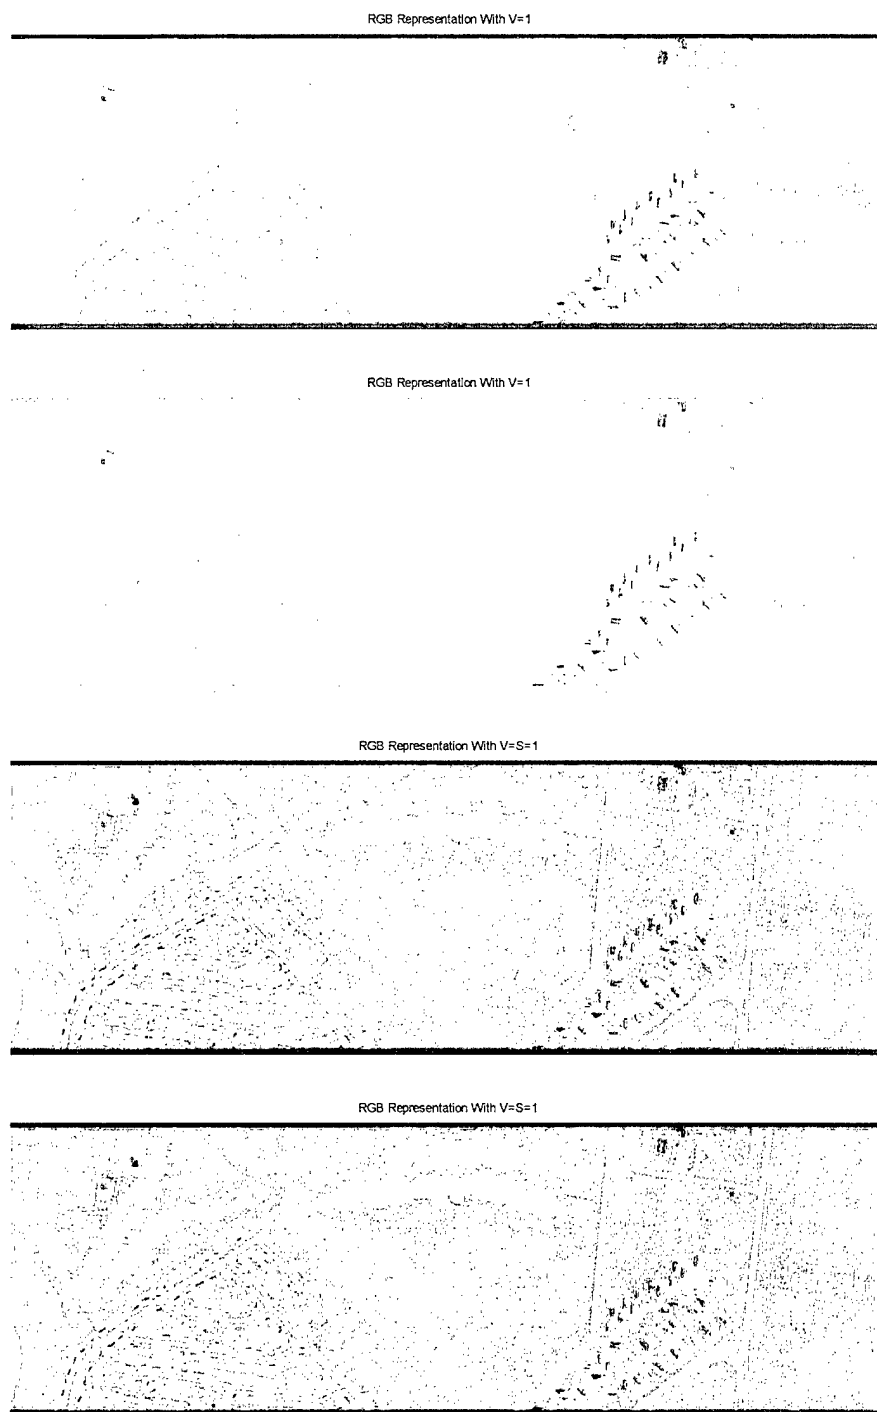 RGB Representation With V=1
RGB Representation With V=1
RGB Representation With V=S=1
RGB Representation With V=S=1